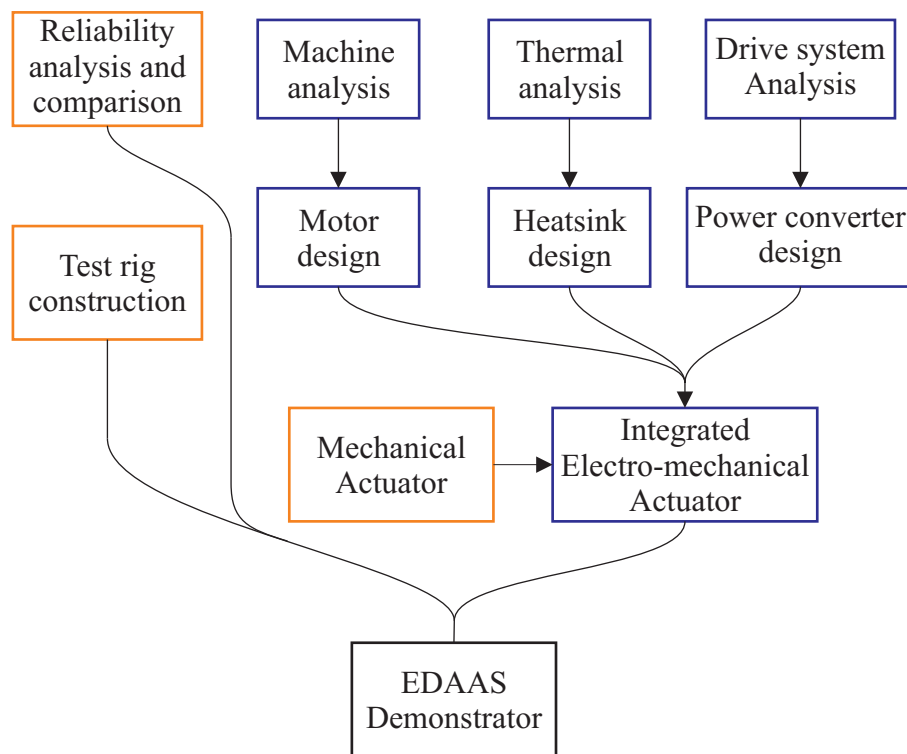 Reliability
analysis and
comparison
Machine
analysis
Thermal
analysis
Drive system
Analysis
Test rig
construction
Motor
design
Heatsink
design
Power converter
design
Mechanical
Actuator
Integrated
Electro-mechanical
Actuator
EDAAS
Demonstrator